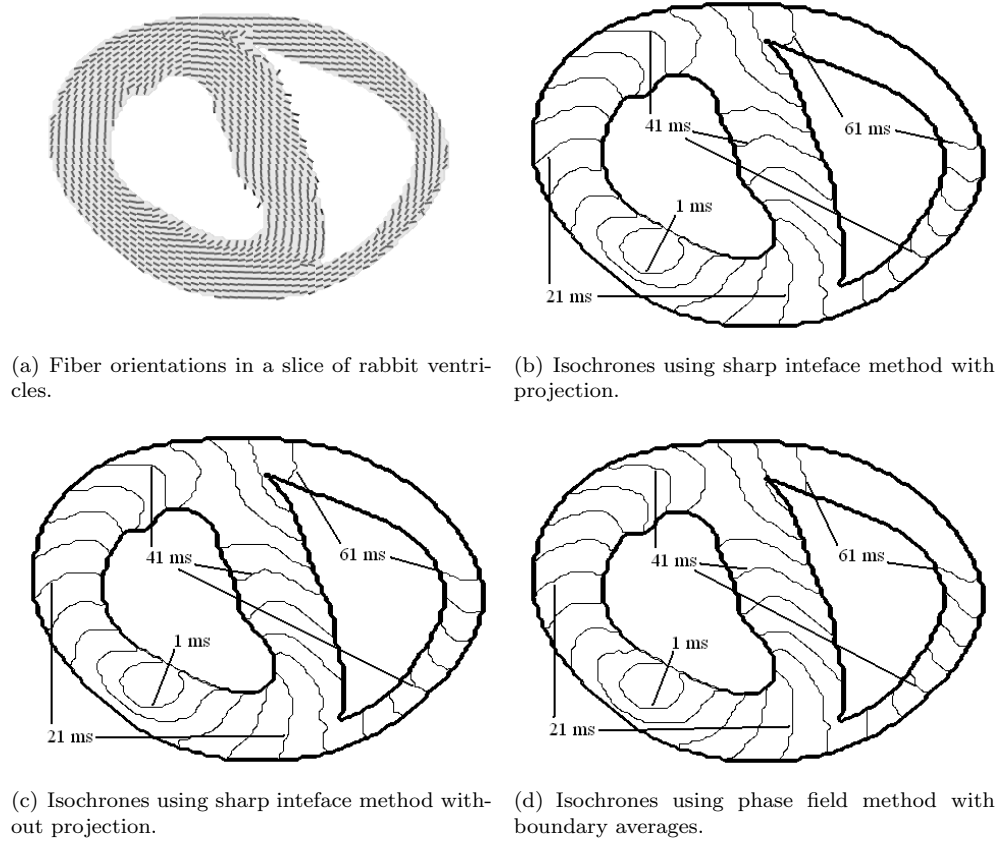 41 ms
61 ms
1 ms
21 ms
(a) Fiber orientations in a slice of rabbit ventri-
cles.
(b) Isochrones using sharp inteface method with
projection.
61 ms
41 ms
1 ms
21 ms
61 ms
41 ms
1 ms
21 ms
(c) Isochrones using sharp inteface method with-
out projection.
(d) Isochrones using phase field method with
boundary averages.